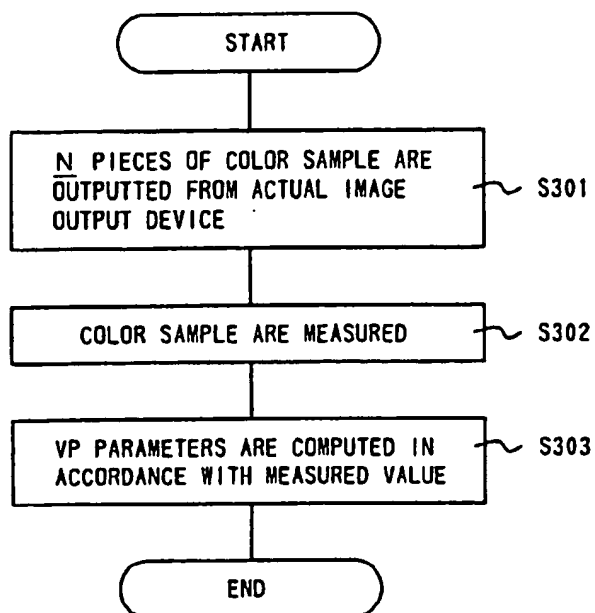 START
N PIECES OF COLOR SAMPLE ARE
OUTPUTTED FROM ACTUAL IMAGE
OUTPUT DEVICE
S301
COLOR SAMPLE ARE MEASURED
S302
VP PARAMETERS ARE COMPUTED IN
ACCORDANCE WITH MEASURED VALUE
S303
END